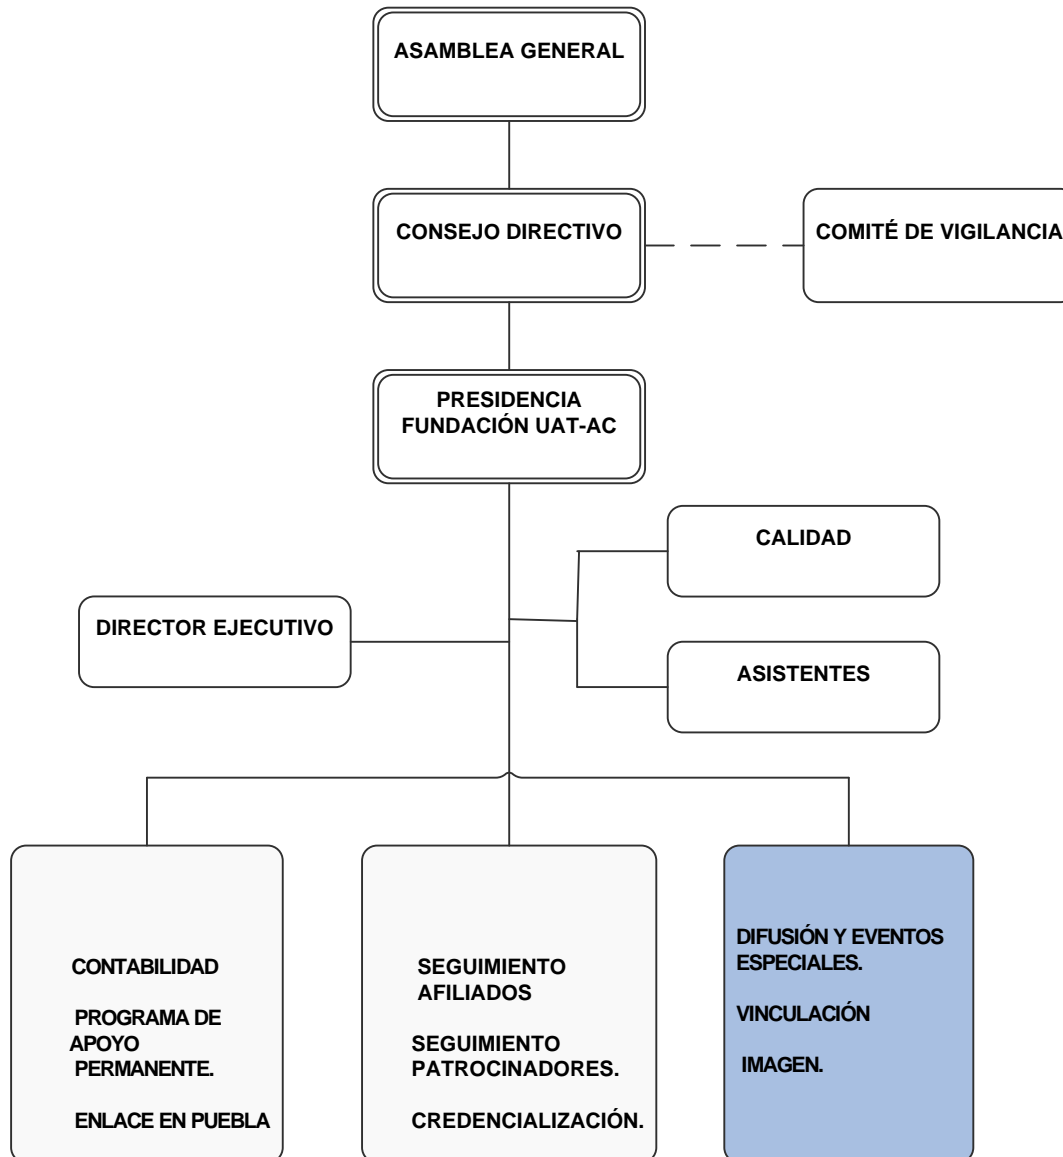 ASAMBLEA GENERAL
CONSEJO DIRECTIVO
COMITÉ DE VIGILANCIA
PRESIDENCIA
FUNDACIÓN UAT-AC
CALIDAD
DIRECTOR EJECUTIVO
ASISTENTES
CONTABILIDAD
PROGRAMA DE
APOYO
PERMANENTE.
ENLACE EN PUEBLA
SEGUIMIENTO
AFILIADOS
SEGUIMIENTO
PATROCINADORES.
CREDENCIALIZACIÓN.
DIFUSIÓN Y EVENTOS
ESPECIALES.
VINCULACIÓN
IMAGEN.